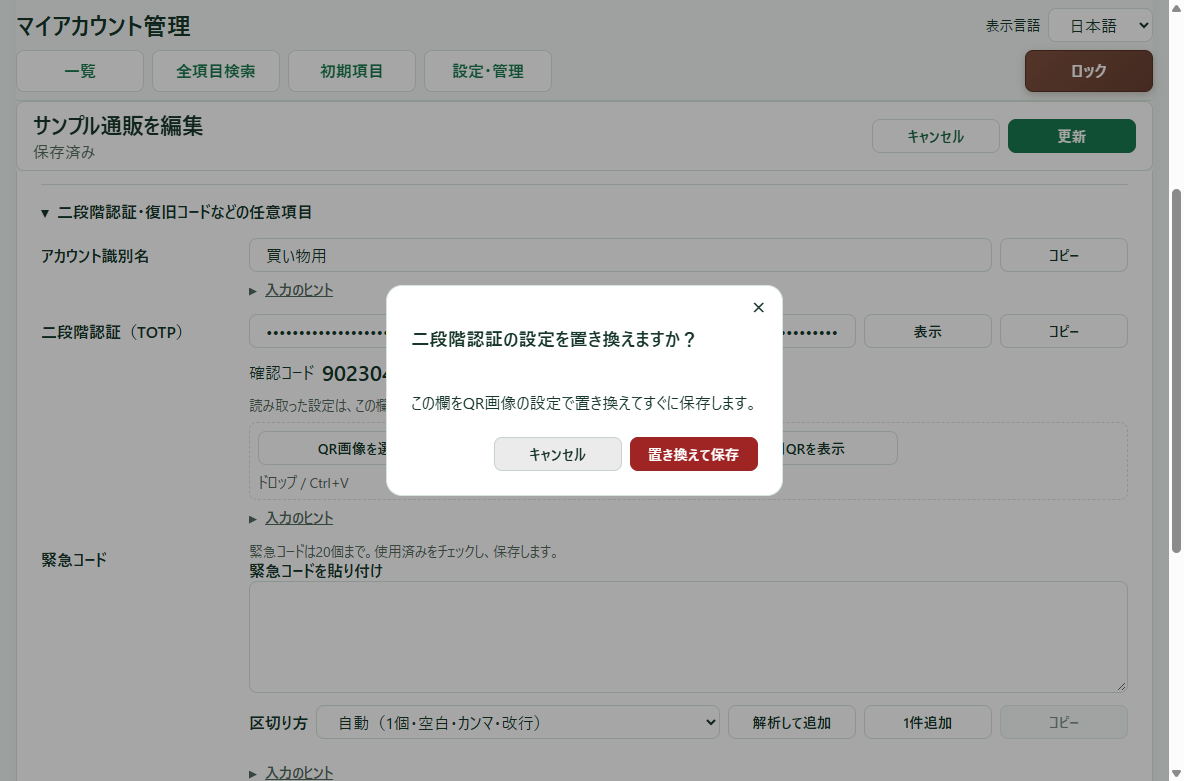 マイアカウント管理
表示言語 日本語
一覧 全項目検索 初期項目 設定・管理 ロック
サンプル通販を編集
保存済み
キャンセル 更新
▼ 二段階認証・復旧コードなどの任意項目
アカウント識別名 買い物用 コピー
▶ 入力のヒント
×
二段階認証（TOTP） 表示 コピー
二段階認証の設定を置き換えますか？
確認コード 90230
読み取った設定は、この欄
この欄をQR画像の設定で置き換えてすぐに保存します。
QR画像を QRを表示
キャンセル 置き換えて保存
ドロップ / Ctrl+V
▶ 入力のヒント
緊急コード 緊急コードは20個まで。使用済みをチェックし、保存します。
緊急コードを貼り付け
区切り方 自動（1個・空白・カンマ・改行） 解析して追加 1件追加 コピー
▶ 入力のヒント